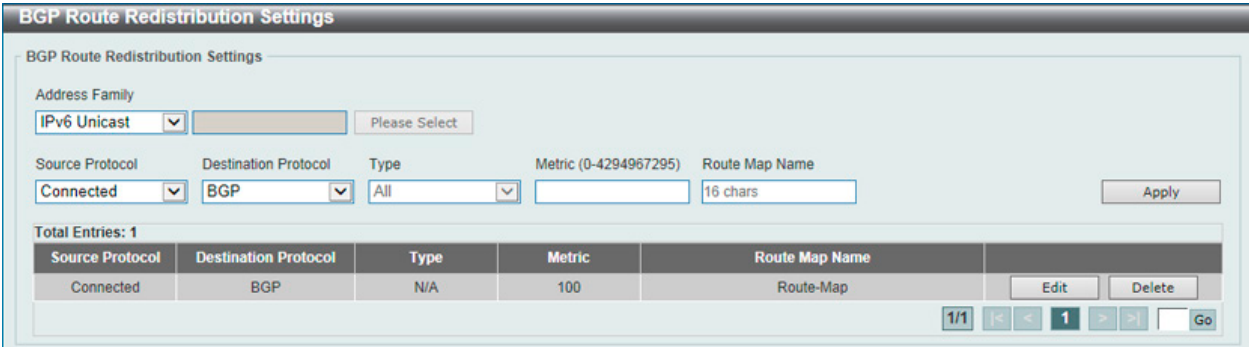 BGP Route Redistribution Settings
BGP Route Redistribution Settings
Address Family
IPv6 Unicast Please Select
Source Protocol Destination Protocol Type Metric (0-4294967295) Route Map Name
Connected BGP All 16 chars Apply
Total Entries: 1
Source Protocol Destination Protocol Type Metric Route Map Name
Connected BGP N/A 100 Route-Map Edit Delete
1/1 |< < 1 > >| Go